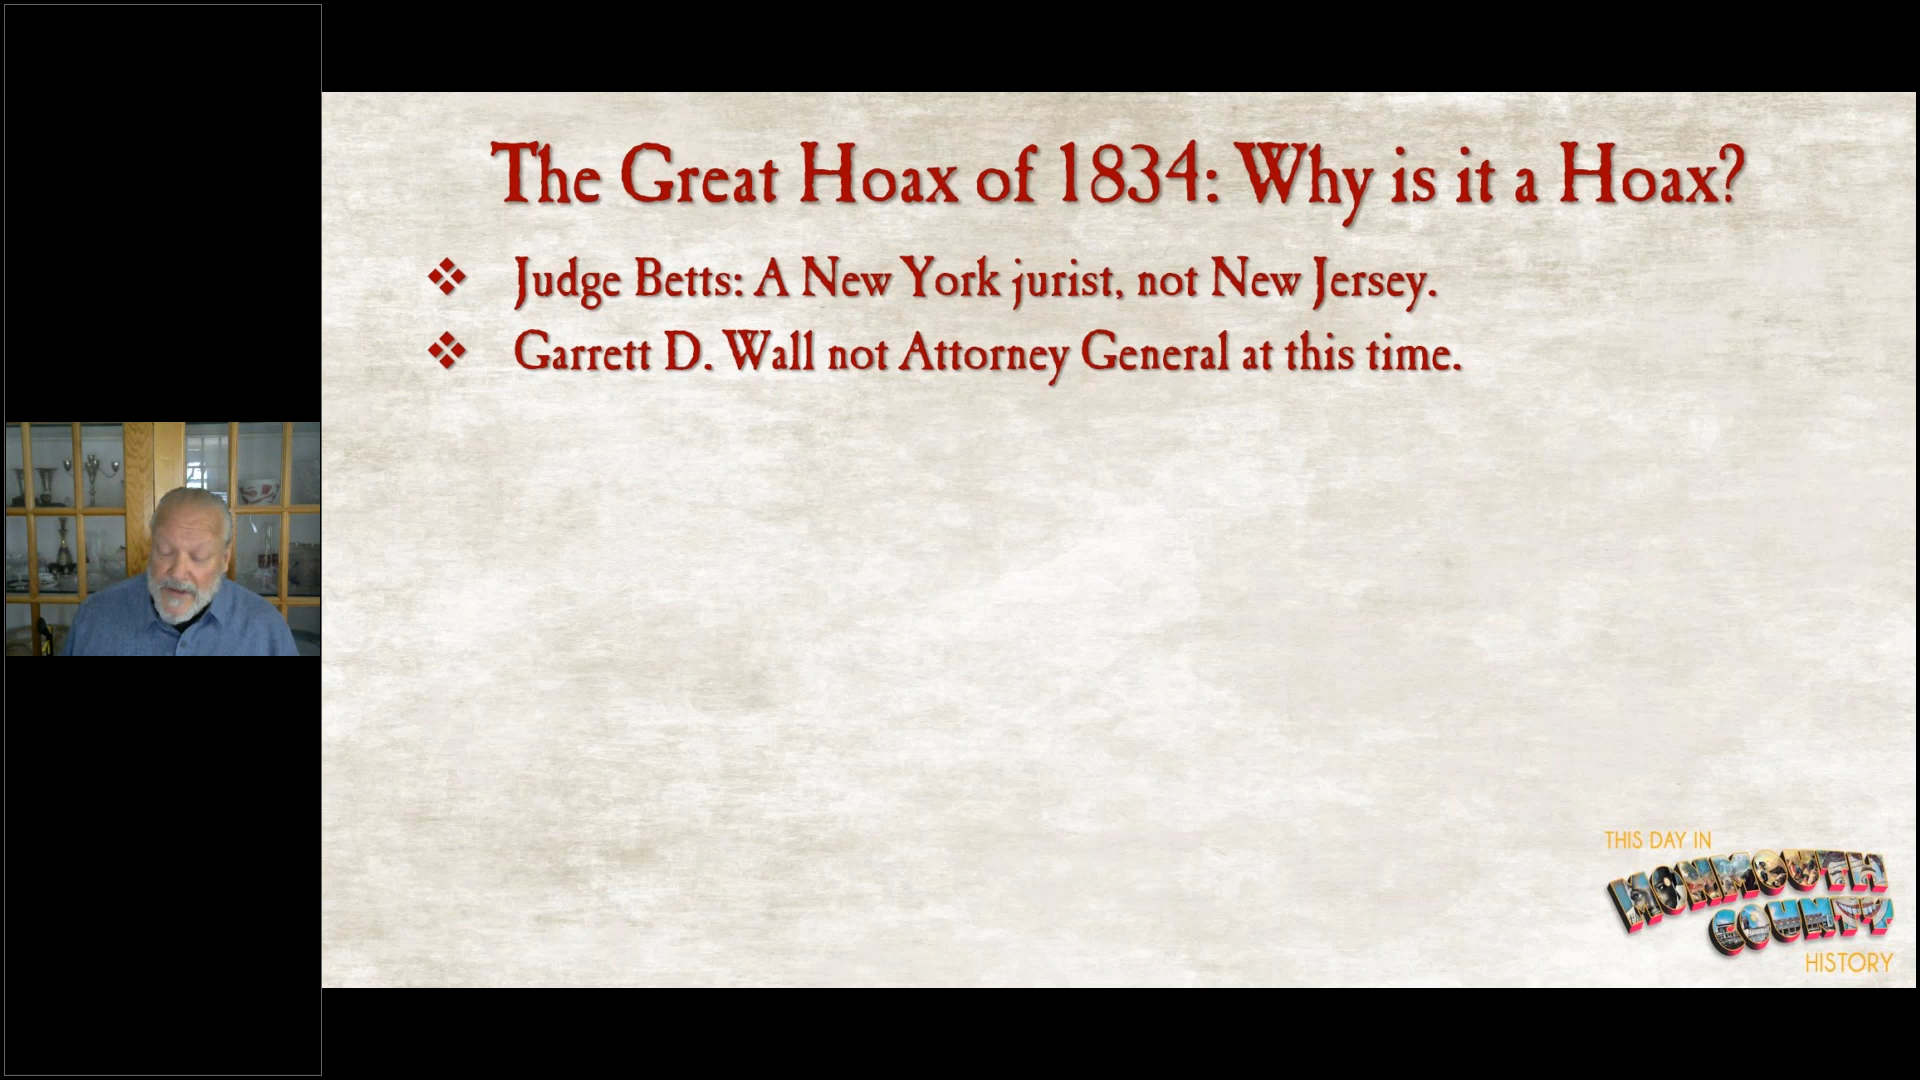 The Great Hoax of 1834: Why is it a Hoax?
❖ Judge Betts: A New York jurist, not New Jersey.
❖ Garrett D. Wall not Attorney General at this time.
THIS DAY IN
MONMOUTH
COUNTY
HISTORY